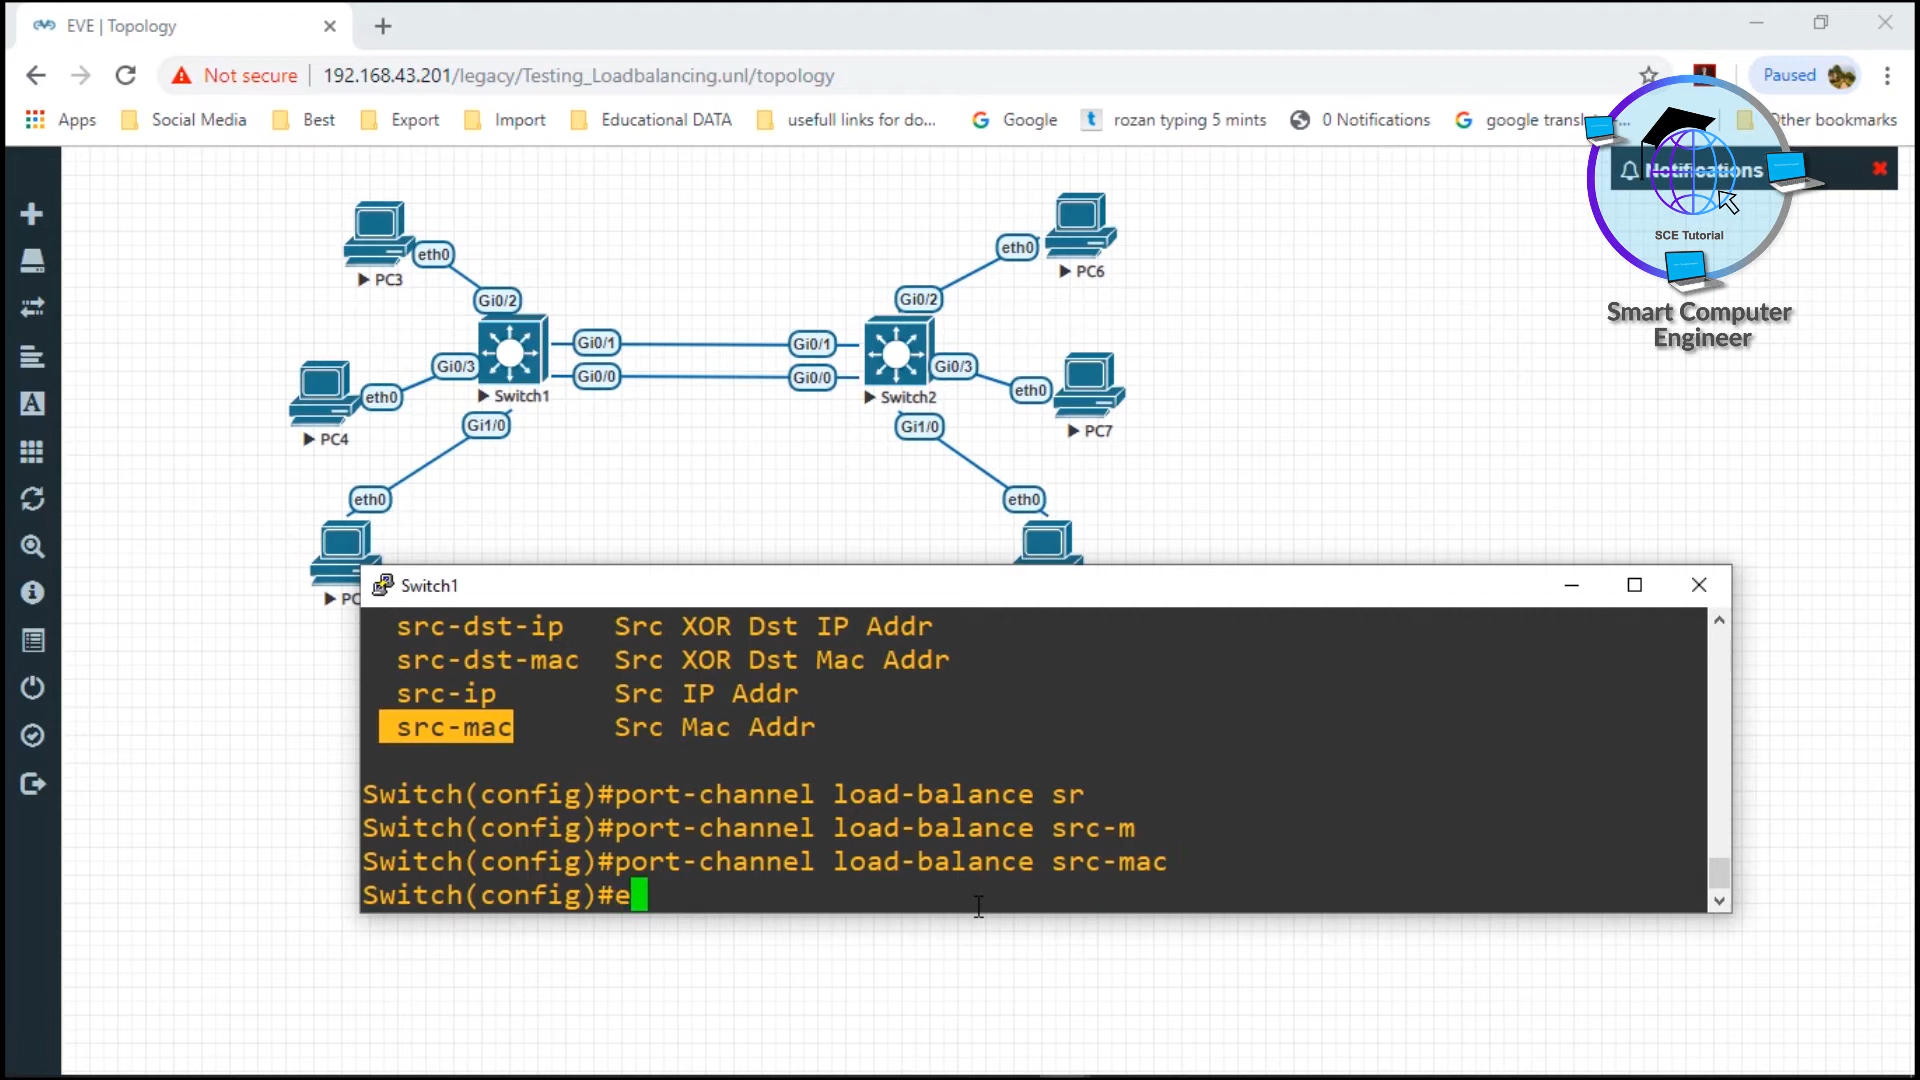 EVE | Topology
Not secure | 192.168.43.201/legacy/Testing_Loadbalancing.unl/topology
Paused
Apps Social Media Best Export Import Educational DATA usefull links for do... Google rozan typing 5 mints 0 Notifications google transl... Other bookmarks
Notifications
SCE Tutorial
Smart Computer
Engineer
PC3
eth0
Gi0/2
PC4
eth0
Gi0/3
Switch1
Gi0/1
Gi0/0
Gi1/0
eth0
PC
Gi0/1
Gi0/0
Switch2
Gi0/2
eth0
PC6
Gi0/3
eth0
PC7
Gi1/0
eth0
Switch1
src-dst-ip Src XOR Dst IP Addr
src-dst-mac Src XOR Dst Mac Addr
src-ip Src IP Addr
src-mac Src Mac Addr
Switch(config)#port-channel load-balance sr
Switch(config)#port-channel load-balance src-m
Switch(config)#port-channel load-balance src-mac
Switch(config)#e